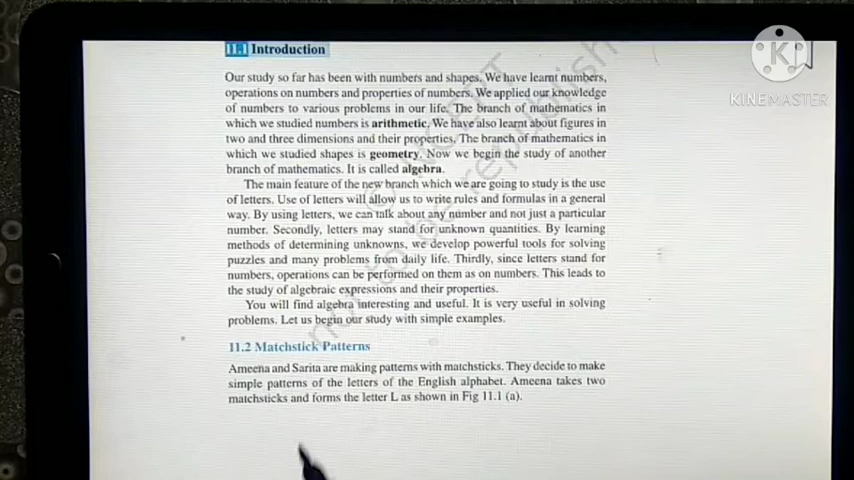 11.1 Introduction
Our study so far has been with numbers and shapes. We have learnt numbers,
operations on numbers and properties of numbers. We applied our knowledge
of numbers to various problems in our life. The branch of mathematics in
which we studied numbers is arithmetic. We have also learnt about figures in
two and three dimensions and their properties. The branch of mathematics in
which we studied shapes is geometry. Now we begin the study of another
branch of mathematics. It is called algebra.
The main feature of the new branch which we are going to study is the use
of letters. Use of letters will allow us to write rules and formulas in a general
way. By using letters, we can talk about any number and not just a particular
number. Secondly, letters may stand for unknown quantities. By learning
methods of determining unknowns, we develop powerful tools for solving
puzzles and many problems from daily life. Thirdly, since letters stand for
numbers, operations can be performed on them as on numbers. This leads to
the study of algebraic expressions and their properties.
You will find algebra interesting and useful. It is very useful in solving
problems. Let us begin our study with simple examples.
11.2 Matchstick Patterns
Ameena and Sarita are making patterns with matchsticks. They decide to make
simple patterns of the letters of the English alphabet. Ameena takes two
matchsticks and forms the letter L as shown in Fig 11.1 (a).
KINEMASTER